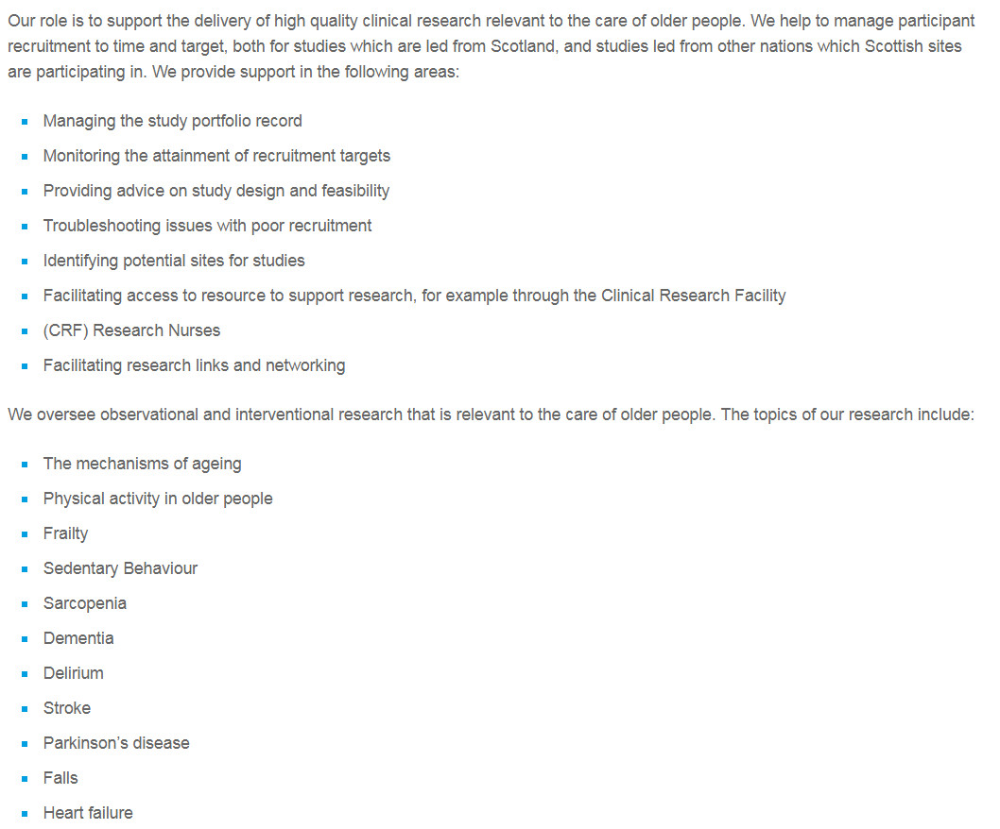 Our role is to support the delivery of high quality clinical research relevant to the care of older people. We help to manage participant
recruitment to time and target, both for studies which are led from Scotland, and studies led from other nations which Scottish sites
are participating in. We provide support in the following areas:
Managing the study portfolio record
Monitoring the attainment of recruitment targets
Providing advice on study design and feasibility
Troubleshooting issues with poor recruitment
Identifying potential sites for studies
Facilitating access to resource to support research, for example through the Clinical Research Facility
(CRF) Research Nurses
Facilitating research links and networking
We oversee observational and interventional research that is relevant to the care of older people. The topics of our research include:
The mechanisms of ageing
Physical activity in older people
Frailty
Sedentary Behaviour
Sarcopenia
Dementia
Delirium
Stroke
Parkinson's disease
Falls
Heart failure